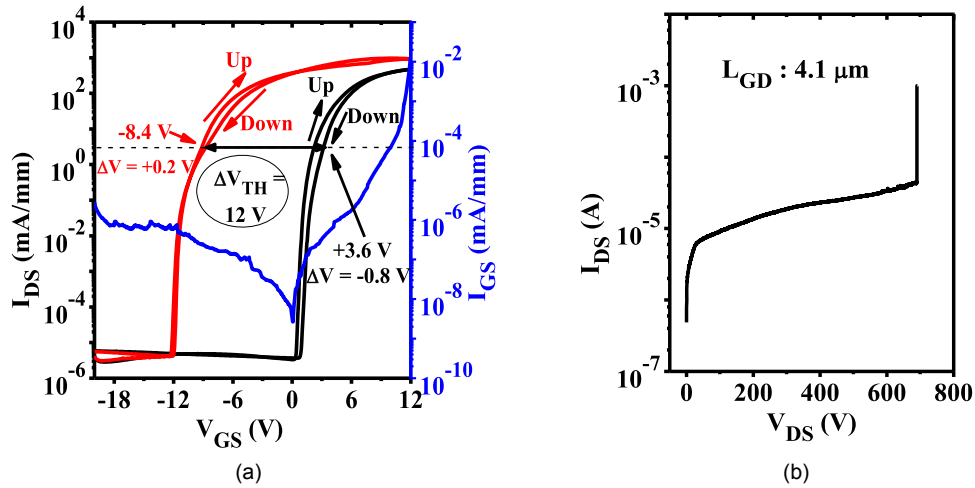 10^4
10^2
10^0
10^-2
10^-4
10^-6
I_DS (mA/mm)
Up
Down
-8.4 V
ΔV = +0.2 V
ΔV_TH =
12 V
Up
Down
+3.6 V
ΔV = -0.8 V
10^-2
10^-4
10^-6
10^-8
10^-10
I_GS (mA/mm)
-18 -12 -6 0 6 12
V_GS (V)
(a)
L_GD : 4.1 μm
10^-3
10^-5
10^-7
I_DS (A)
0 200 400 600 800
V_DS (V)
(b)